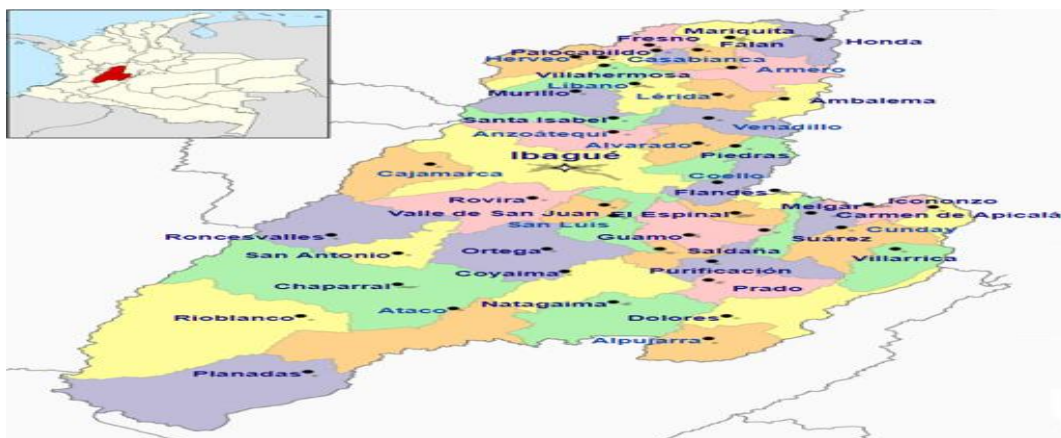 Mariquita
Fresno
Falan
Honda
Palocabildo
Herveo
Casabianca
Villahermosa
Armero
Líbano
Murillo
Lérida
Ambalema
Santa Isabel
Venadillo
Anzoátequi
Alvarado
Ibagué
Piedras
Cajamarca
Coello
Flandes
Rovira
Melgar
Icononzo
Valle de San Juan
El Espinal
Carmen de Apicalá
San Luis
Cunday
Roncesvalles
Guamo
Suárez
San Antonio
Ortega
Saldaña
Villarrica
Coyaima
Purificación
Chaparral
Prado
Rioblanco
Ataco
Natagaima
Dolores
Alpujarra
Planadas